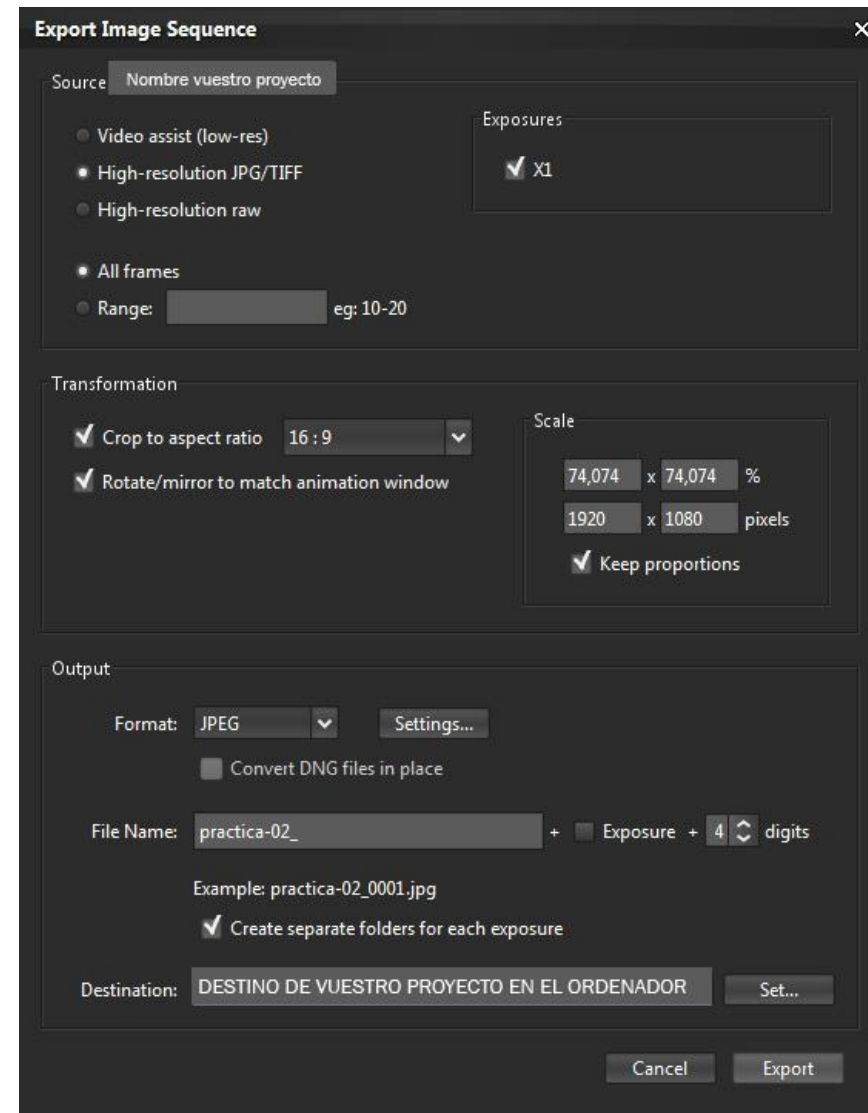 Export Image Sequence
Source Nombre vuestro proyecto
Video assist (low-res)
High-resolution JPG/TIFF
High-resolution raw
Exposures
X1
All frames
Range: eg: 10-20
Transformation
Crop to aspect ratio 16 : 9
Rotate/mirror to match animation window
Scale
74,074 x 74,074 %
1920 x 1080 pixels
Keep proportions
Output
Format: JPEG Settings...
Convert DNG files in place
File Name: practica-02_ + Exposure + 4 digits
Example: practica-02_0001.jpg
Create separate folders for each exposure
Destination: DESTINO DE VUESTRO PROYECTO EN EL ORDENADOR Set...
Cancel Export